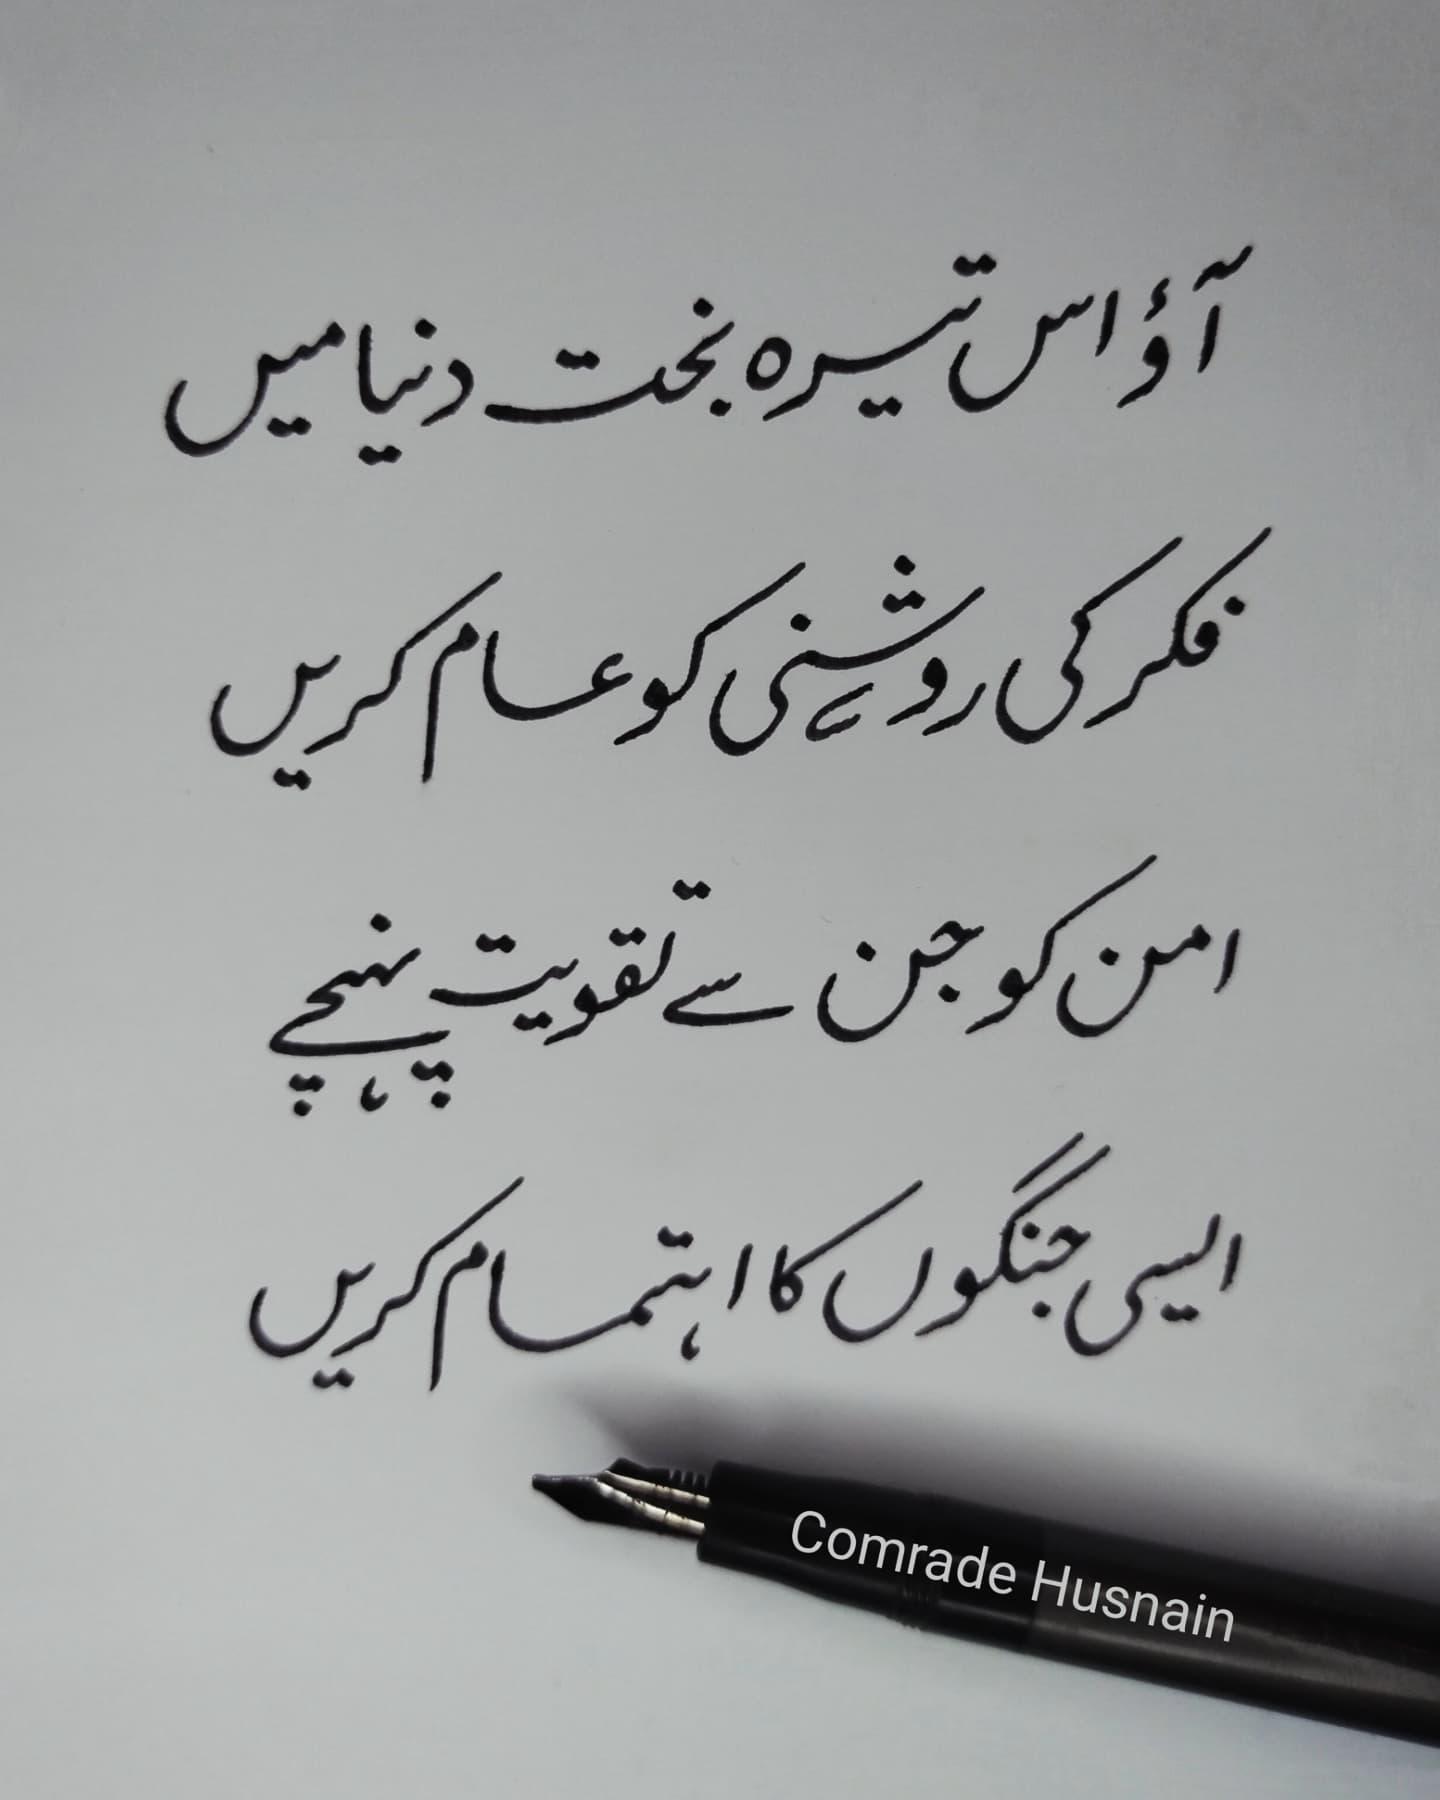 آؤ اس تیرہ بخت دنیا میں
فکر کی روشنی کو عام کریں
امن کو جن سے تقویت پہنچے
ایسی جنگوں کا اہتمام کریں
Comrade Husnain